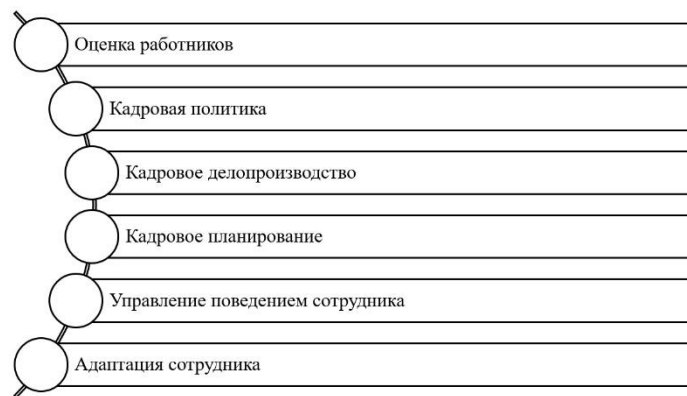 Оценка работников
Кадровая политика
Кадровое делопроизводство
Кадровое планирование
Управление поведением сотрудника
Адаптация сотрудника